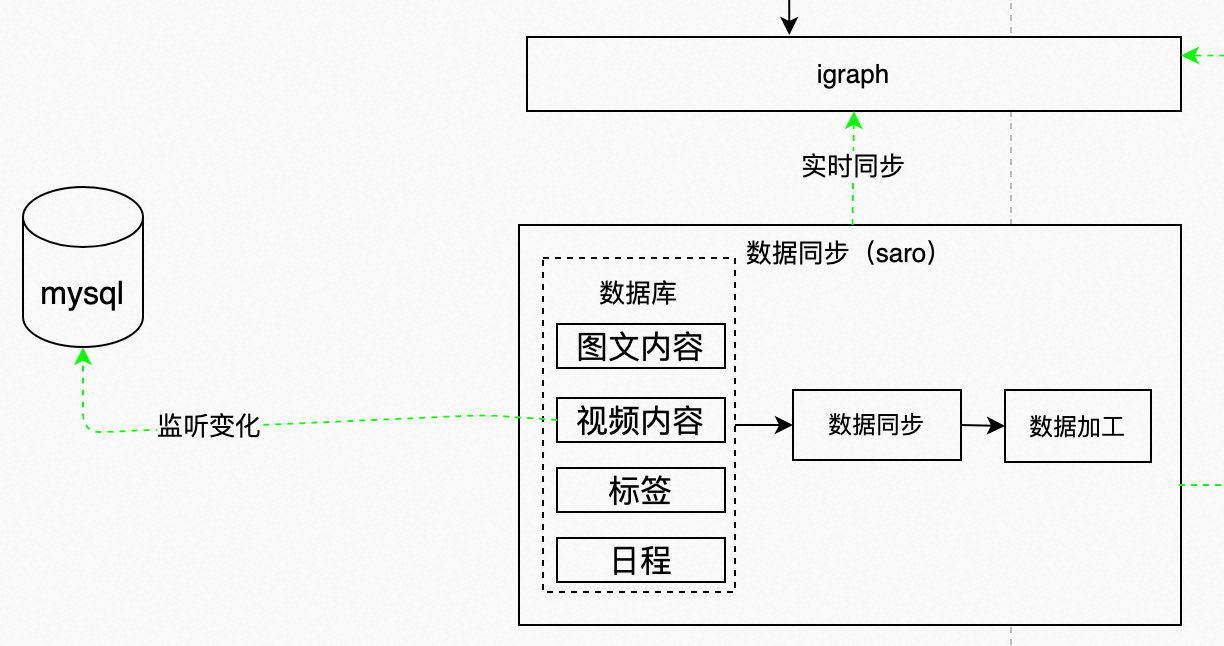 igraph
实时同步
数据同步（saro）
数据库
mysql
图文内容
视频内容
监听变化
数据同步
数据加工
标签
日程